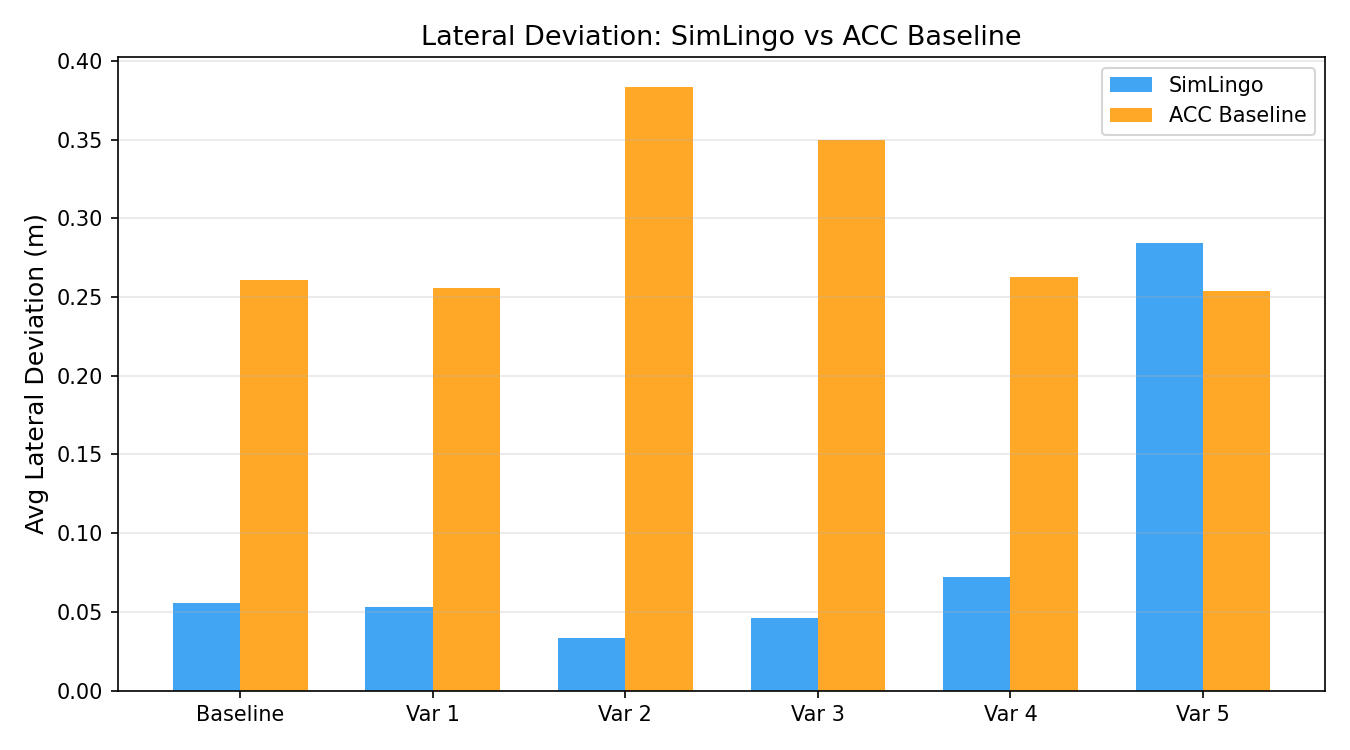 Lateral Deviation: SimLingo vs ACC Baseline
SimLingo
ACC Baseline
Avg Lateral Deviation (m)
0.40
0.35
0.30
0.25
0.20
0.15
0.10
0.05
0.00
Baseline Var 1 Var 2 Var 3 Var 4 Var 5